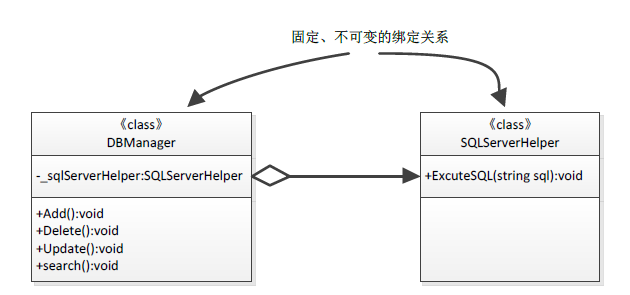 固定、不可变的绑定关系
《class》
DBManager
-_sqlServerHelper:SQLServerHelper
+Add():void
+Delete():void
+Update():void
+search():void
《class》
SQLServerHelper
+ExcuteSQL(string sql):void